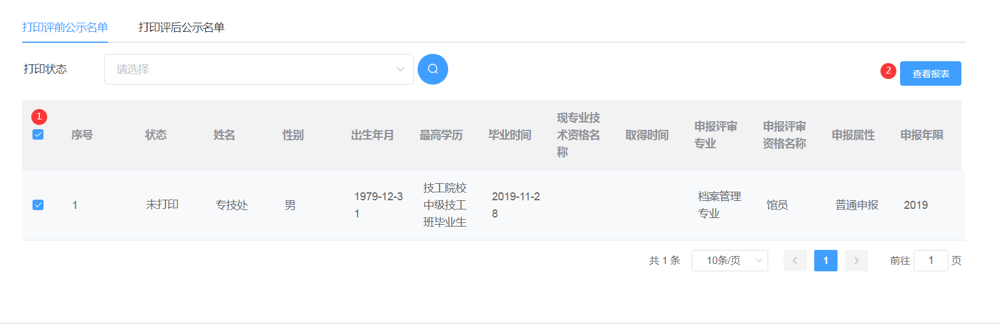 打印评前公示名单 打印评后公示名单
打印状态 请选择 2 查看报表
1
序号 状态 姓名 性别 出生年月 最高学历 毕业时间 现专业技术资格名称 取得时间 申报评审专业 申报评审资格名称 申报属性 申报年限
1 未打印 专技处 男 1979-12-31 技工院校中级技工班毕业生 2019-11-28 档案管理专业 馆员 普通申报 2019
共 1 条 10条/页 1 前往 1 页